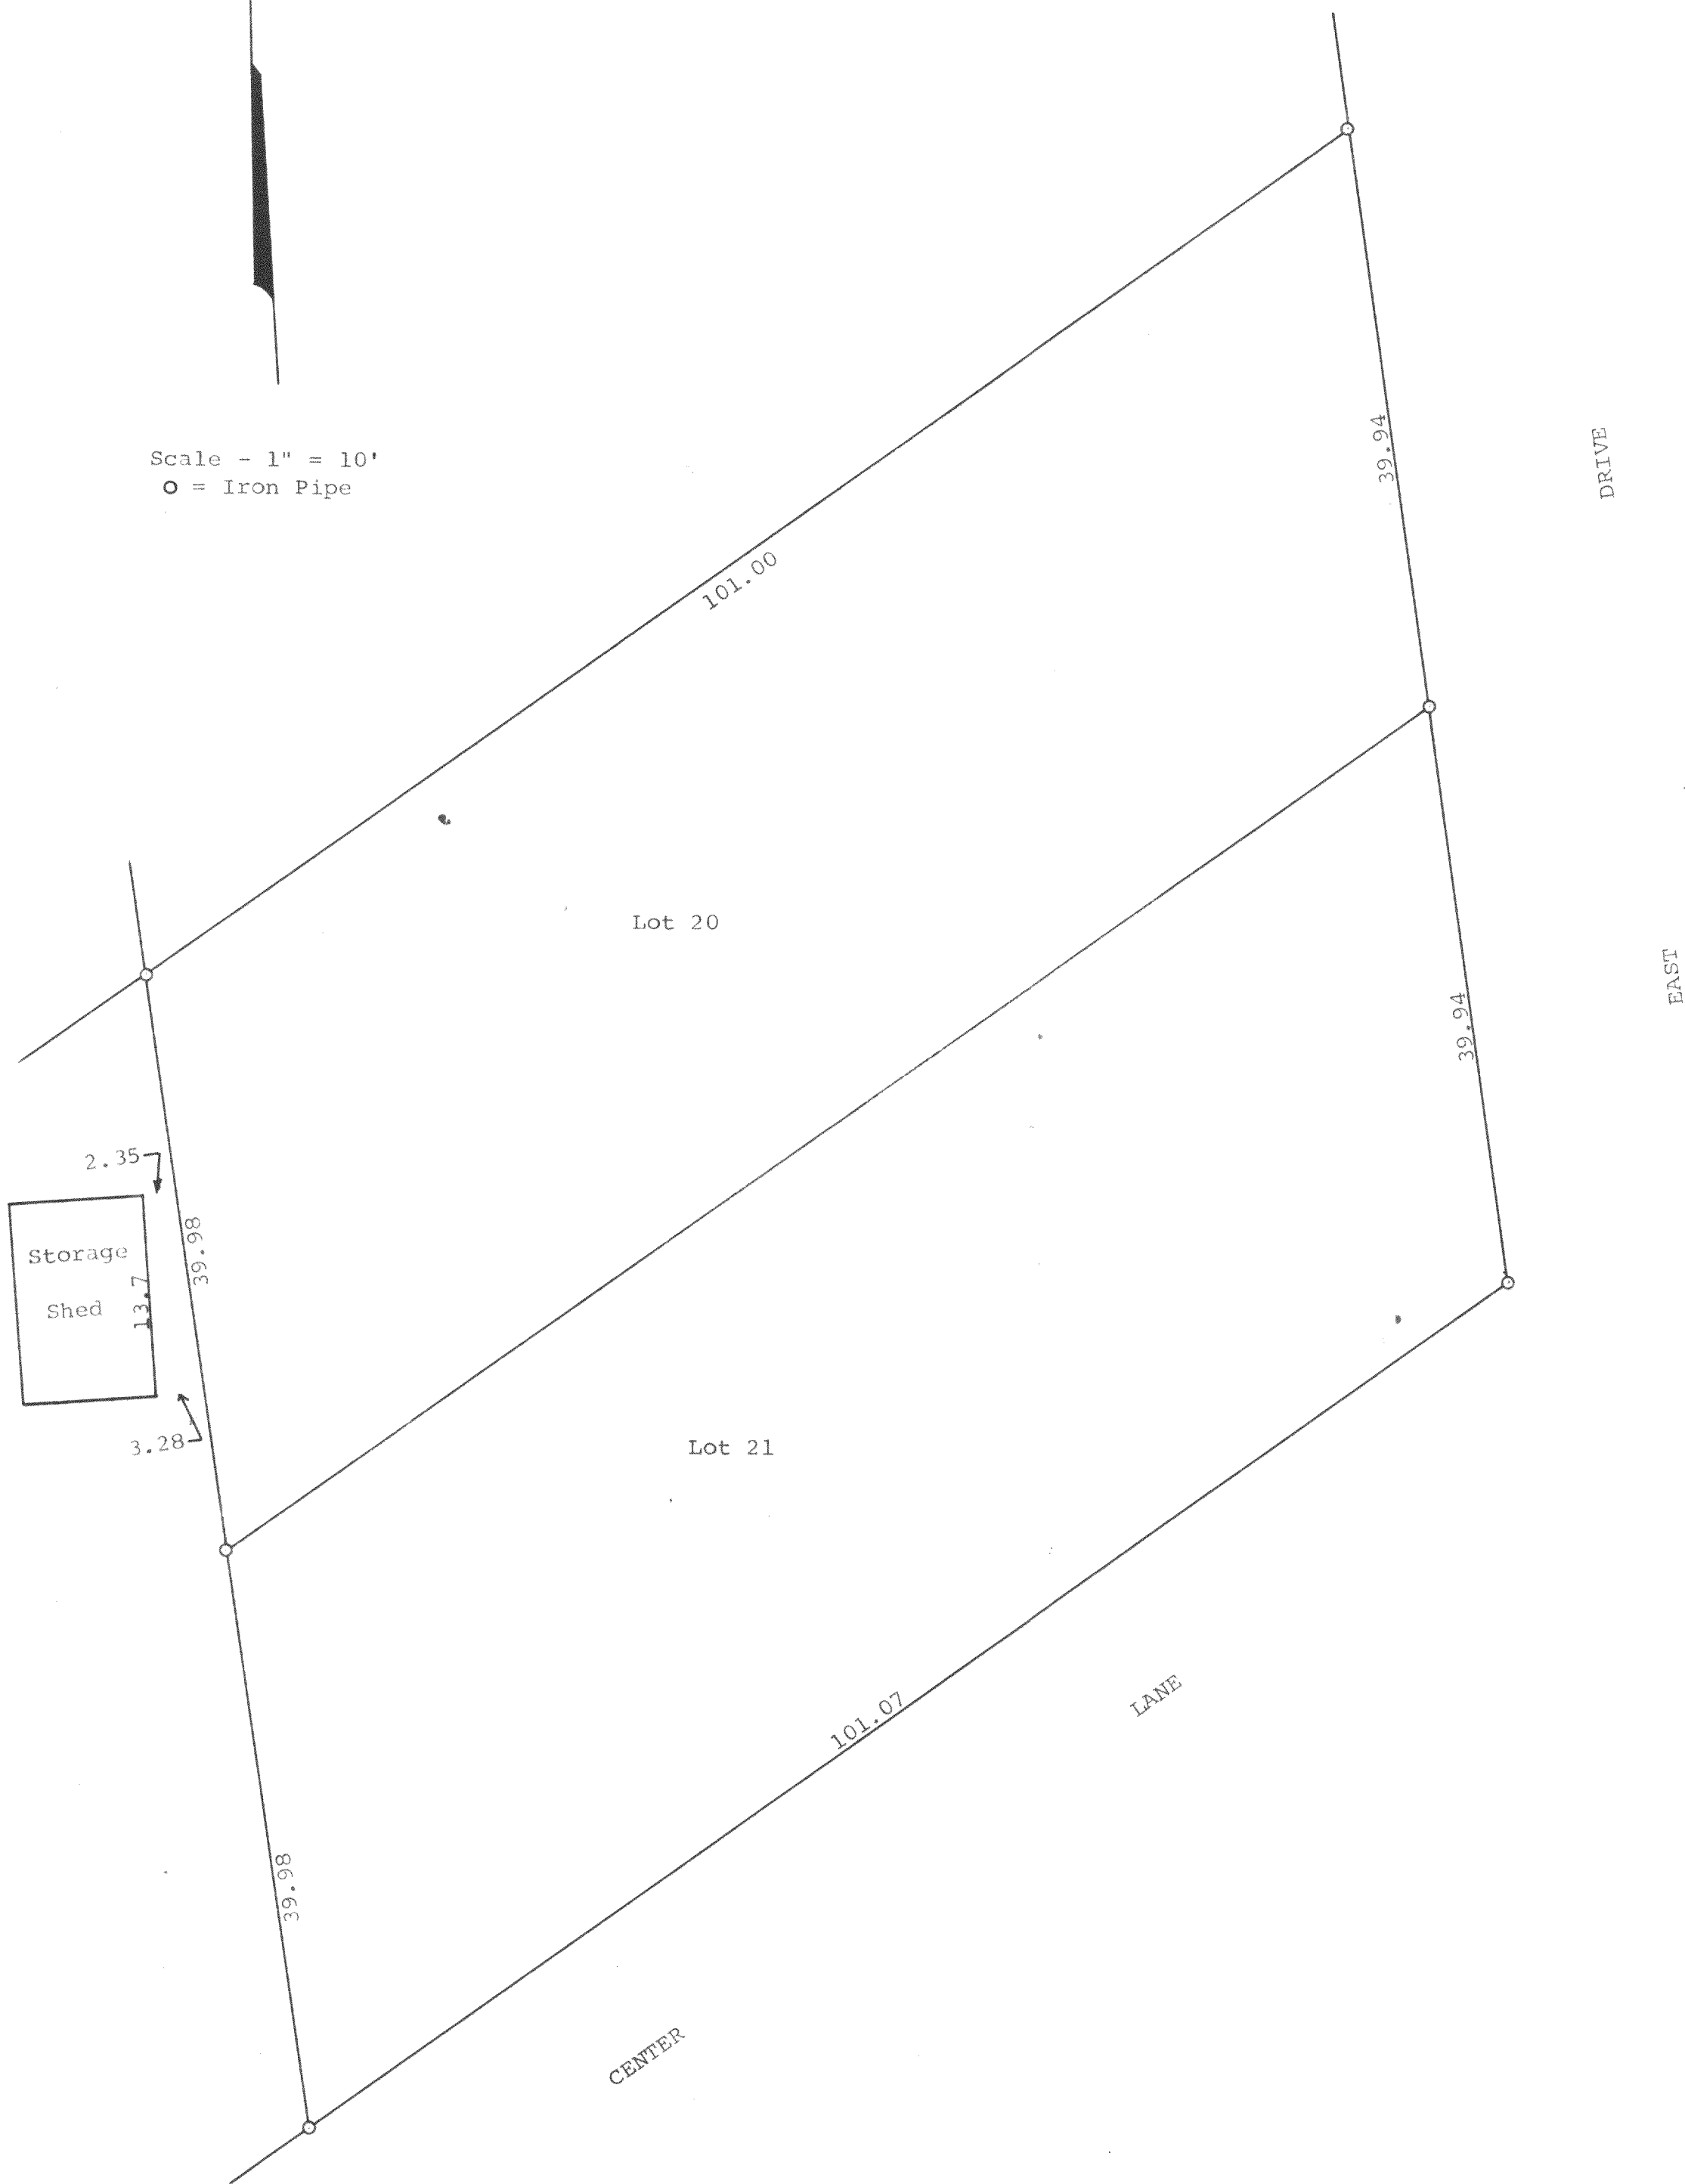 Scale - 1" = 10'
O = Iron Pipe
39.94
DRIVE
101.00
Lot 20
EAST
39.94
2.35
39.98
Storage
Shed
13.7
3.28
Lot 21
LANE
101.07
39.98
CENTER